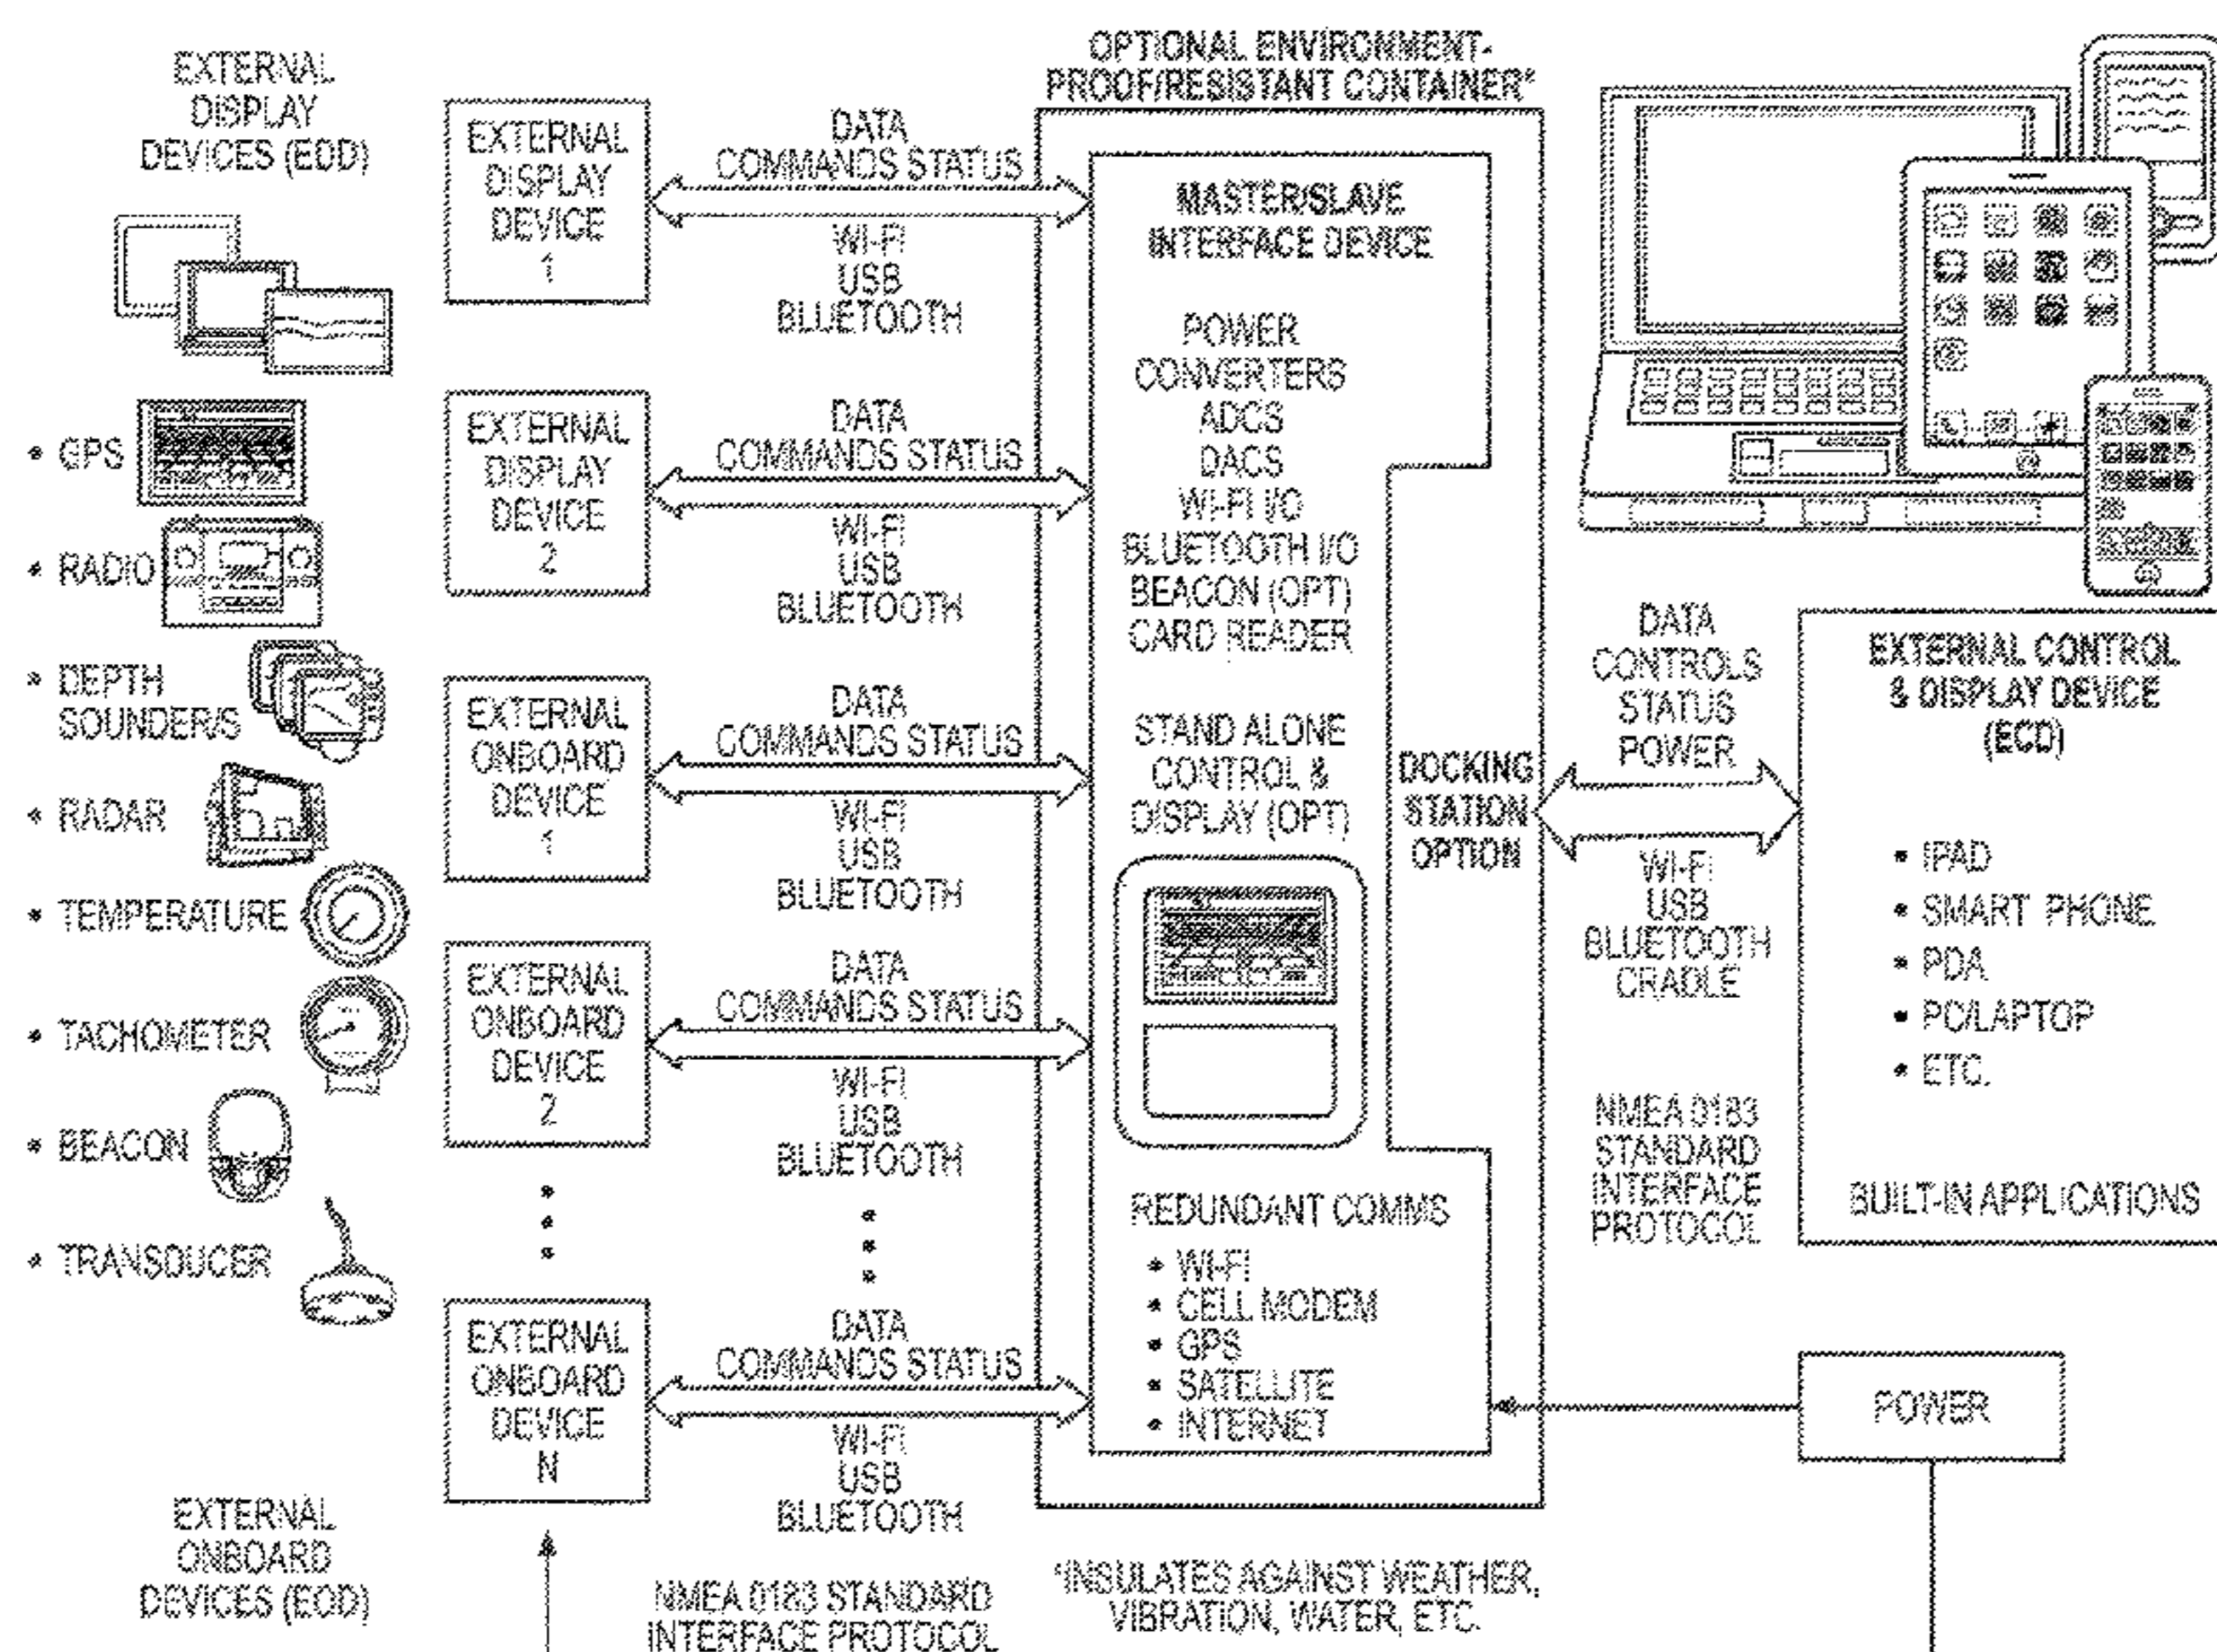 EXTERNAL
DISPLAY
DEVICES (EDD)
• GPS
• RADIO
• DEPTH
SOUNDER/S
• RADAR
• TEMPERATURE
• TACHOMETER
• BEACON
• TRANSDUCER
EXTERNAL
ONBOARD
DEVICES (EOD)
EXTERNAL
DISPLAY
DEVICE
1
EXTERNAL
DISPLAY
DEVICE
2
EXTERNAL
ONBOARD
DEVICE
1
EXTERNAL
ONBOARD
DEVICE
2
EXTERNAL
ONBOARD
DEVICE
N
DATA
COMMANDS STATUS
WI-FI
USB
BLUETOOTH
DATA
COMMANDS STATUS
WI-FI
USB
BLUETOOTH
DATA
COMMANDS STATUS
WI-FI
USB
BLUETOOTH
DATA
COMMANDS STATUS
WI-FI
USB
BLUETOOTH
DATA
COMMANDS STATUS
WI-FI
USB
BLUETOOTH
NMEA 0183 STANDARD
INTERFACE PROTOCOL
OPTIONAL ENVIRONMENT-
PROOF/RESISTANT CONTAINER*
MASTER/SLAVE
INTERFACE DEVICE
POWER
CONVERTERS
ADCS
DACS
WI-FI I/O
BLUETOOTH I/O
BEACON (OPT)
CARD READER
STAND ALONE
CONTROL &
DISPLAY (OPT)
REDUNDANT COMMS
• WI-FI
• CELL MODEM
• GPS
• SATELLITE
• INTERNET
DOCKING
STATION
OPTION
*INSULATES AGAINST WEATHER,
VIBRATION, WATER, ETC.
DATA
CONTROLS
STATUS
POWER
WI-FI
USB
BLUETOOTH
CRADLE
NMEA 0183
STANDARD
INTERFACE
PROTOCOL
EXTERNAL CONTROL
& DISPLAY DEVICE
(ECD)
• IPAD
• SMART PHONE
• PDA
• PC/LAPTOP
• ETC.
BUILT-IN APPLICATIONS
POWER